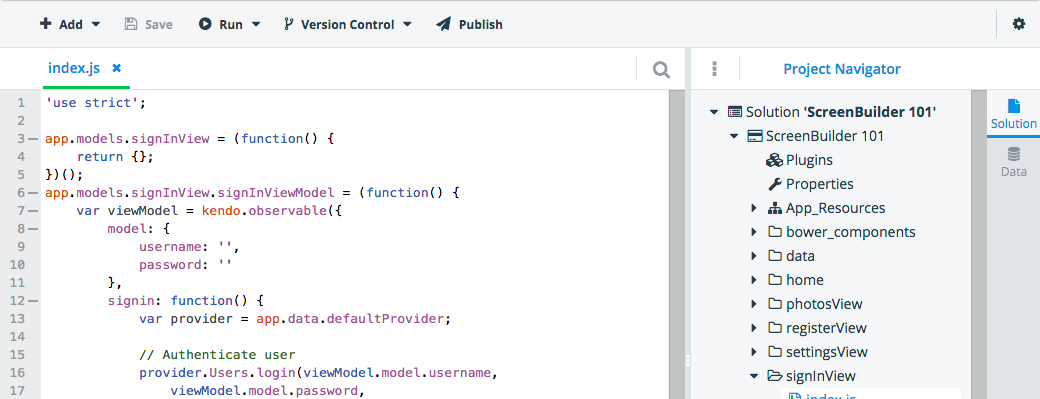 Add Save Run Version Control Publish
index.js
Project Navigator
1 'use strict';
2
3 app.models.signInView = (function() {
4 return {};
5 })();
6 app.models.signInView.signInViewModel = (function() {
7 var viewModel = kendo.observable({
8 model: {
9 username: '',
10 password: ''
11 },
12 signin: function() {
13 var provider = app.data.defaultProvider;
14
15 // Authenticate user
16 provider.Users.login(viewModel.model.username,
17 viewModel.model.password,
Solution 'ScreenBuilder 101'
ScreenBuilder 101
Plugins
Properties
App_Resources
bower_components
data
home
photosView
registerView
settingsView
signInView
index.js
Solution
Data